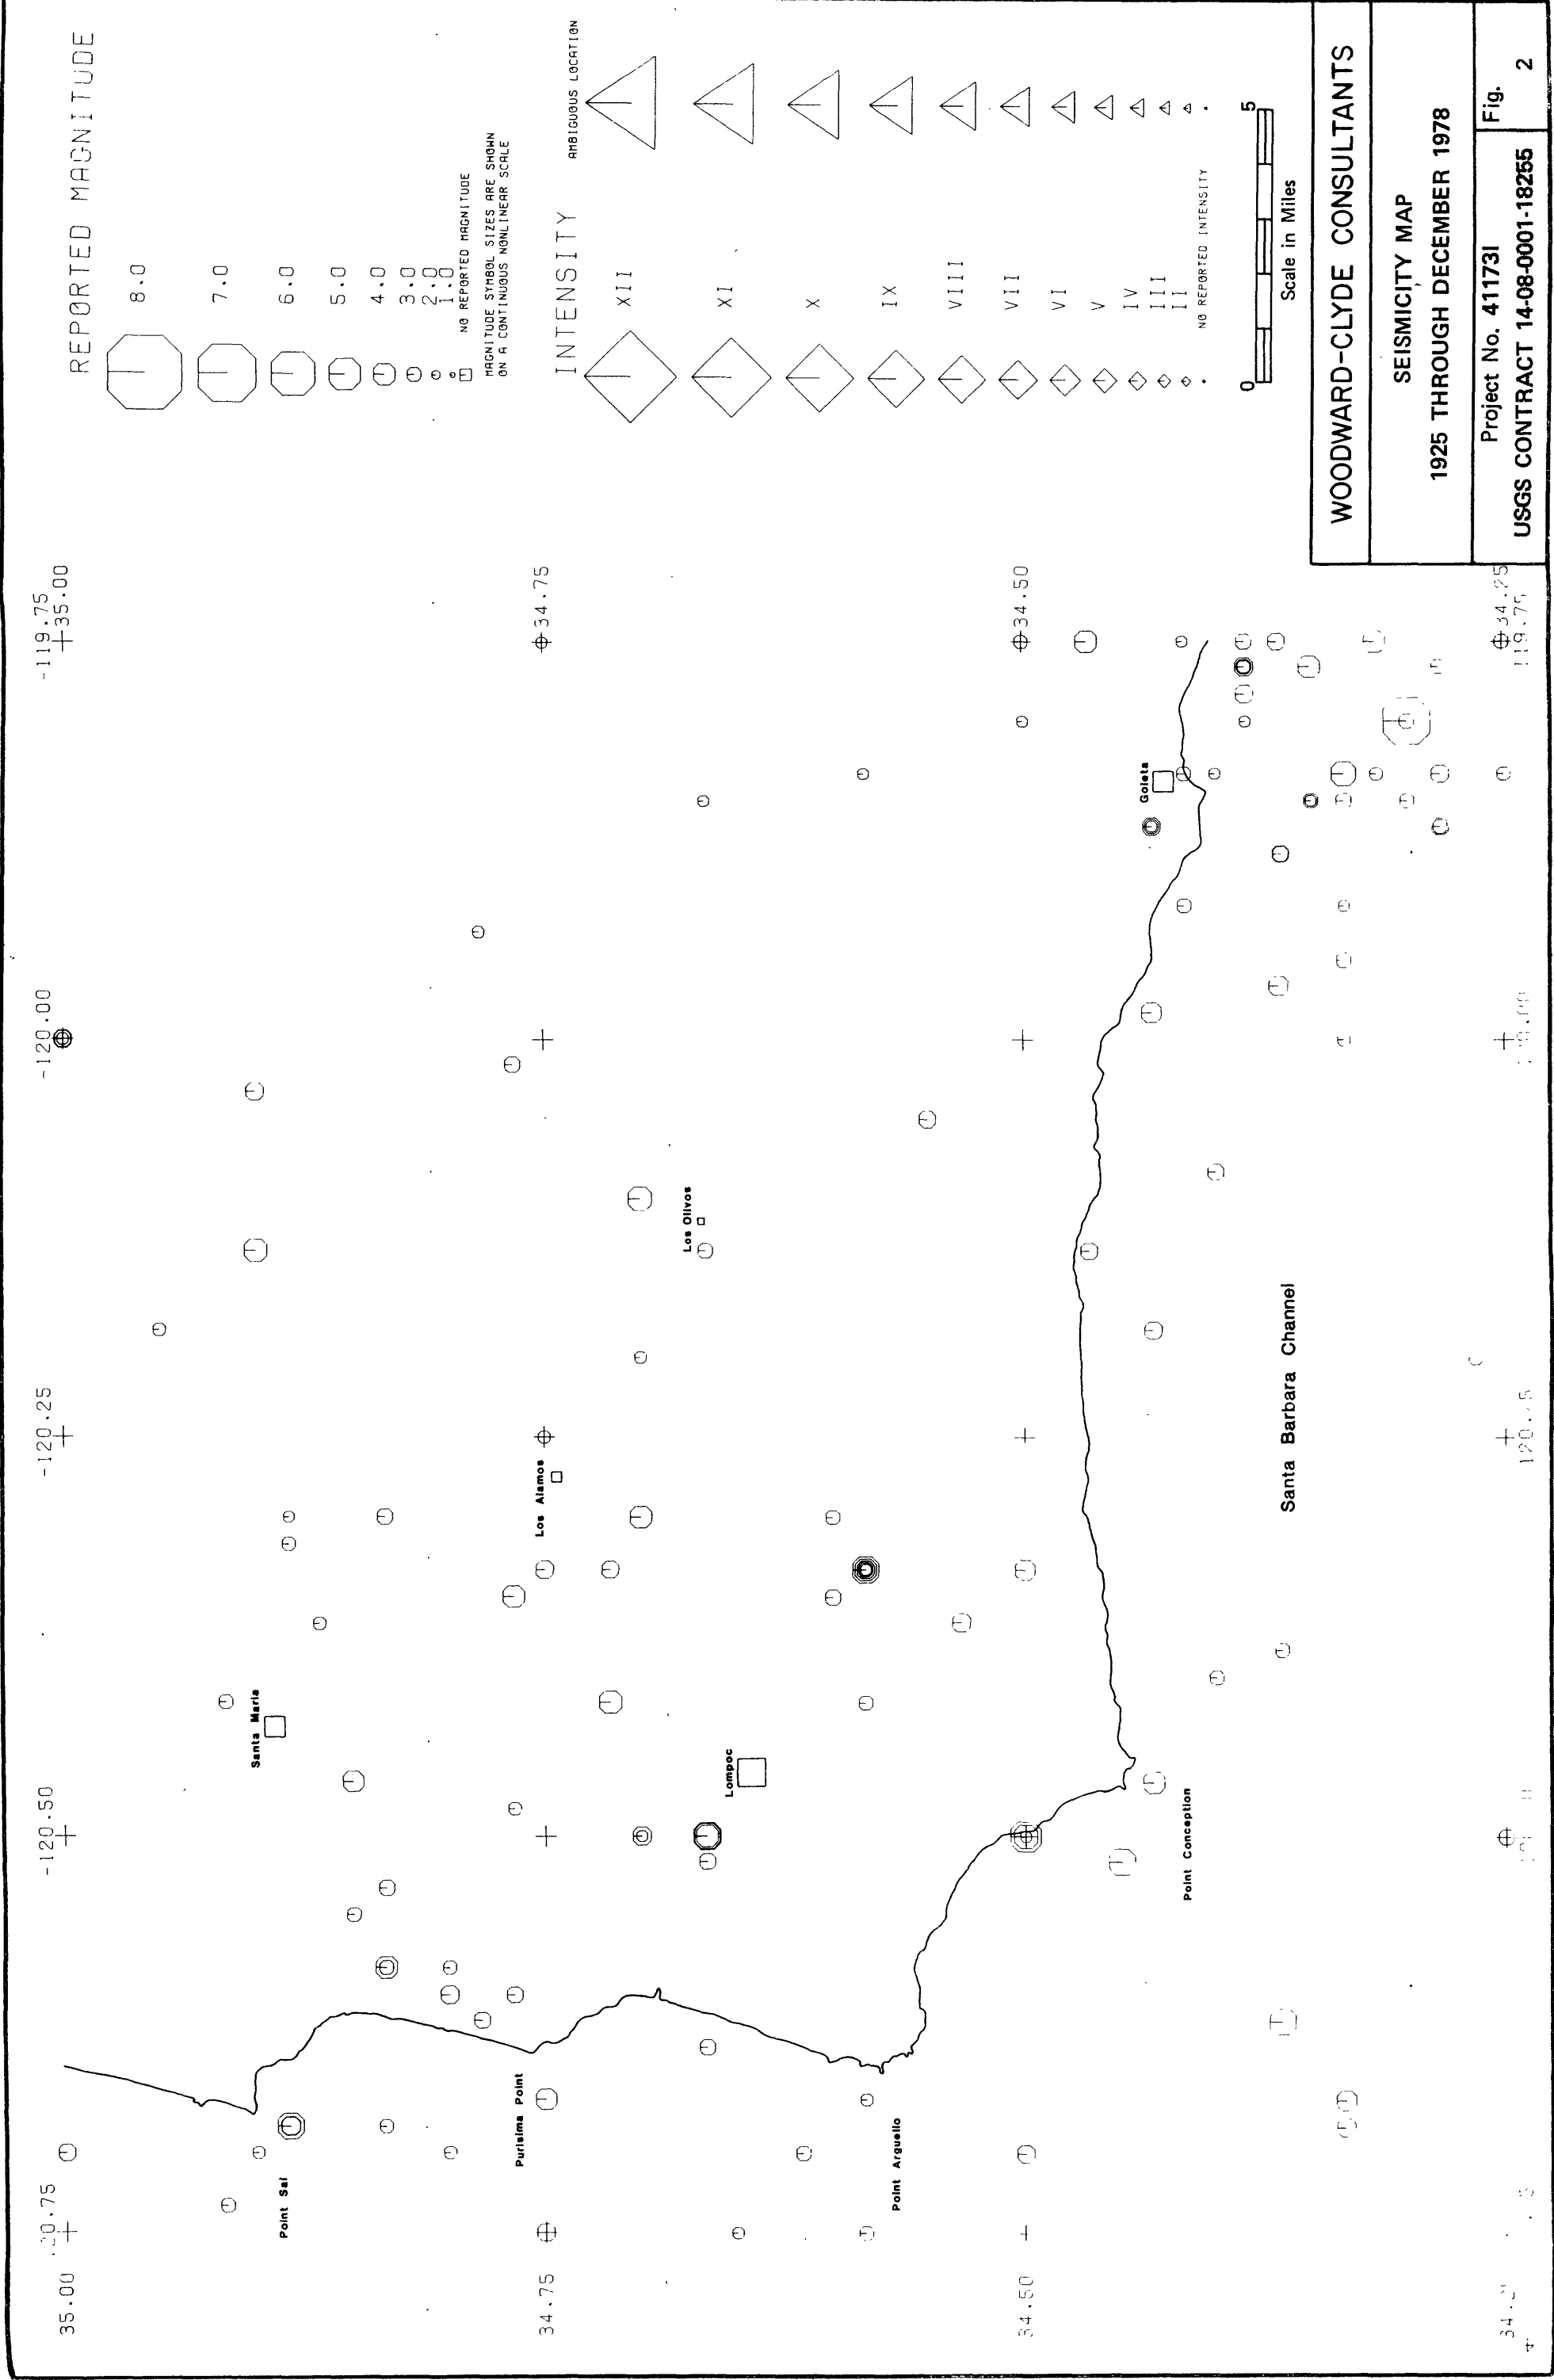 -119.75
35.00
-120.00
-120.25
-120.50
35.00
34.75
34.75
34.50
34.50
119.75
120.25
Santa Maria
Point Sal
Los Alamos
Los Olivos
Purisima Point
Lompoc
Point Arguello
Goleta
Point Conception
Santa Barbara Channel
REPORTED MAGNITUDE
8.0
7.0
6.0
5.0
4.0
3.0
2.0
1.0
NO REPORTED MAGNITUDE
MAGNITUDE SYMBOL SIZES ARE SHOWN
ON A CONTINUOUS NONLINEAR SCALE
INTENSITY
AMBIGUOUS LOCATION
XII
XI
X
IX
VIII
VII
VI
V
IV
III
II
NO REPORTED INTENSITY
0 5
Scale in Miles
WOODWARD-CLYDE CONSULTANTS
SEISMICITY MAP
1925 THROUGH DECEMBER 1978
Project No. 41173I
USGS CONTRACT 14-08-0001-18255
Fig.
2